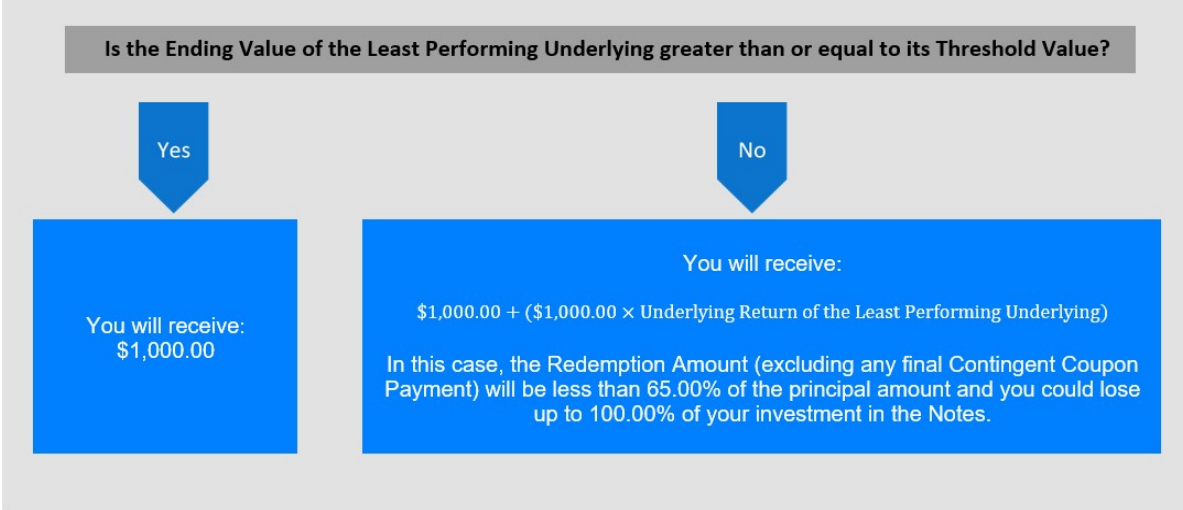 Is the Ending Value of the Least Performing Underlying greater than or equal to its Threshold Value?
Yes
No
You will receive:
$1,000.00
You will receive:
$1,000.00 + ($1,000.00 × Underlying Return of the Least Performing Underlying)
In this case, the Redemption Amount (excluding any final Contingent Coupon
Payment) will be less than 65.00% of the principal amount and you could lose
up to 100.00% of your investment in the Notes.